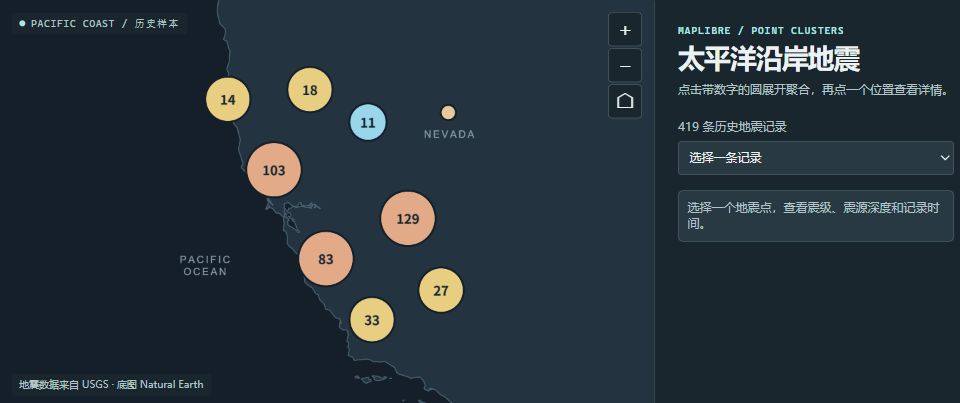 PACIFIC COAST / 历史样本
+
−
14
18
11
NEVADA
103
129
83
PACIFIC
OCEAN
27
33
地震数据来自 USGS · 底图 Natural Earth
MAPLIBRE / POINT CLUSTERS
太平洋沿岸地震
点击带数字的圆展开聚合，再点一个位置查看详情。
419 条历史地震记录
选择一条记录
选择一个地震点，查看震级、震源深度和记录时
间。